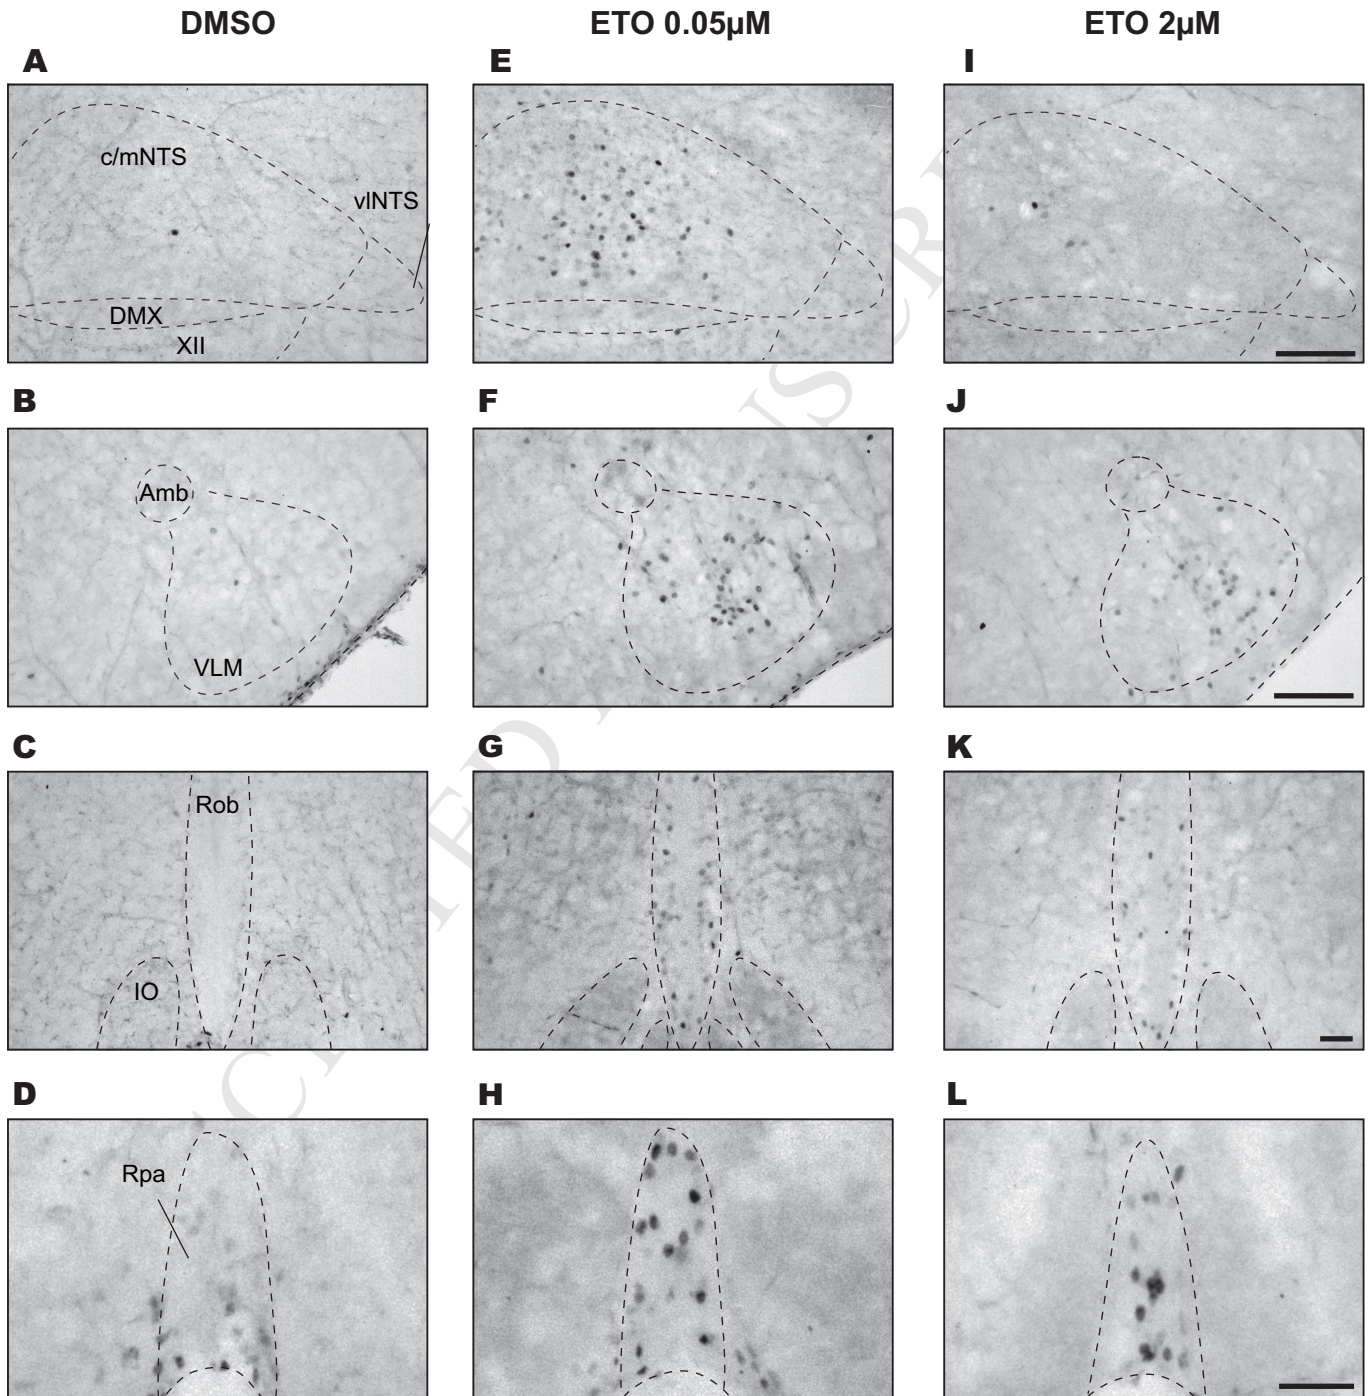 DMSO ETO 0.05µM ETO 2µM
A E I
c/mNTS
vlNTS
DMX
XII
B F J
Amb
VLM
C G K
Rob
IO
D H L
Rpa